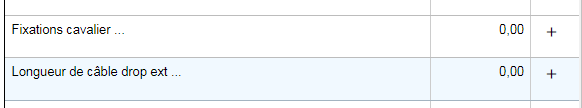 Fixations cavalier ... 0,00 +
Longueur de câble drop ext ... 0,00 +